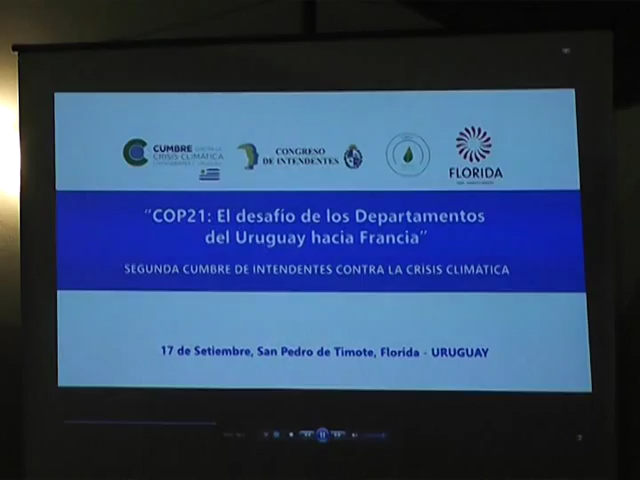 CUMBRE
CRISIS CLIMÁTICA
CONGRESO
DE INTENDENTES
FLORIDA
"COP21: El desafío de los Departamentos
del Uruguay hacia Francia"
SEGUNDA CUMBRE DE INTENDENTES CONTRA LA CRISIS CLIMÁTICA
17 de Setiembre, San Pedro de Timote, Florida - URUGUAY